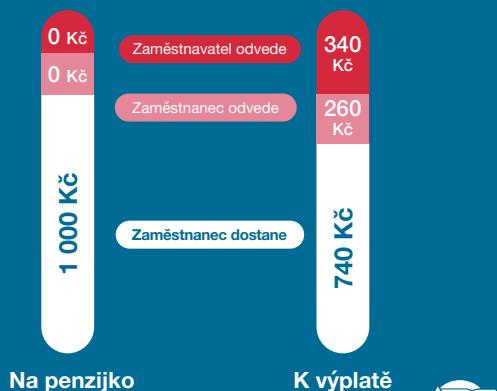 0 Kč
0 Kč
1 000 Kč
Na penzijko
Zaměstnavatel odvede
Zaměstnanec odvede
Zaměstnanec dostane
340
Kč
260
Kč
740 Kč
K výplatě